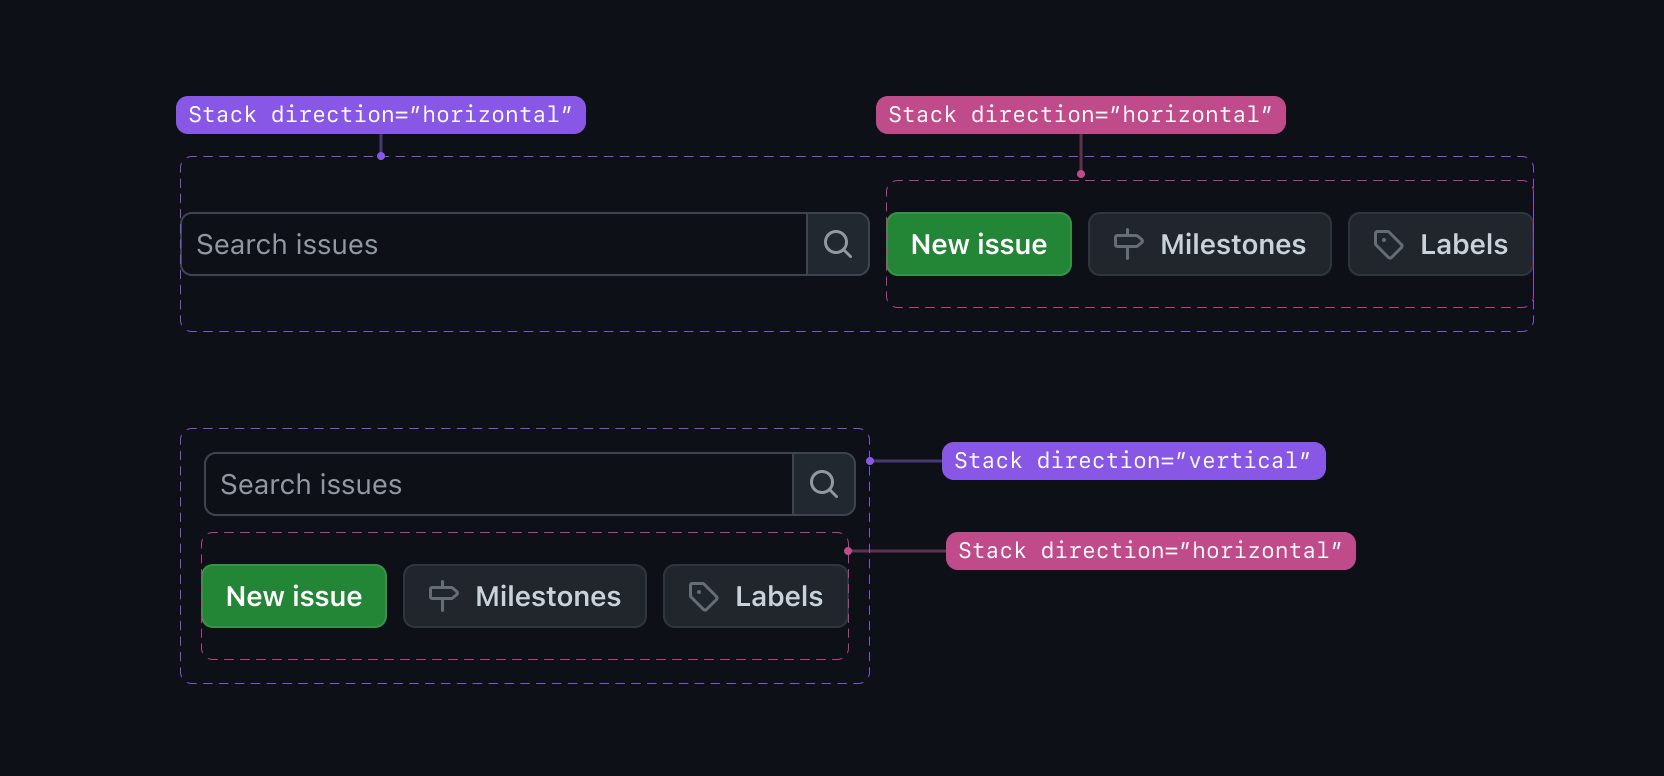 Stack direction=”horizontal”
Stack direction=”horizontal”
Search issues
New issue
Milestones
Labels
Stack direction=”vertical”
Search issues
Stack direction=”horizontal”
New issue
Milestones
Labels